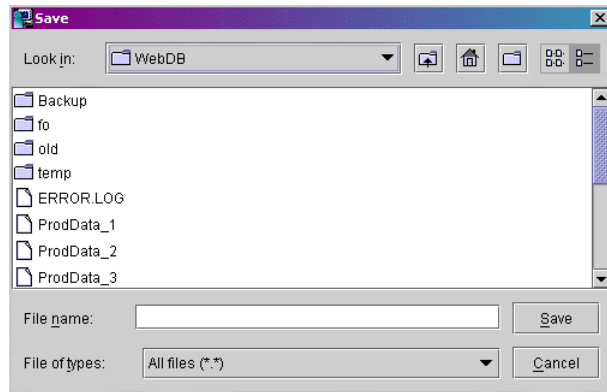 Save
Look in: WebDB
Backup
fo
old
temp
ERROR.LOG
ProdData_1
ProdData_2
ProdData_3
File name: Save
File of types: All files (*.*) Cancel